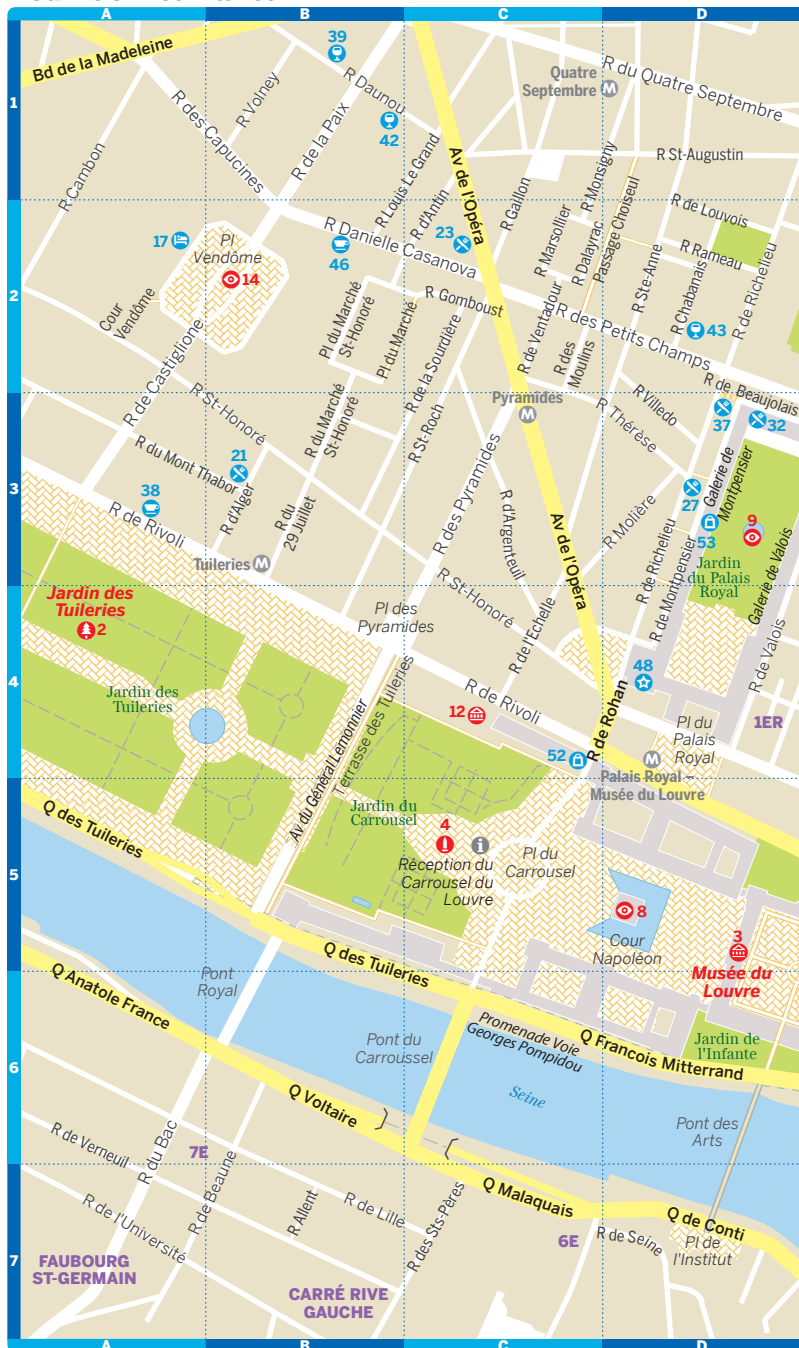 A
B
C
D
1
2
3
4
5
6
7
Bd de la Madeleine
39
R Daunou
42
R Volney
R de la Paix
R des Capucines
R Cambon
Quatre
Septembre
M
R du Quatre Septembre
R St-Augustin
R Louis Le Grand
R d'Antin
Av de l'Opéra
R Gaillon
R Monsigny
R de Louvois
17
Pl
Vendôme
14
R Danielle Casanova
46
23
R Marsollier
R Dalayrac
Passage Choiseul
R Ste-Anne
R Rameau
R Chabanais
R de Richelieu
43
Cour
Vendôme
R de Castiglione
Pl du Marché
St-Honoré
Pl du Marché
R Gomboust
R de la Sourdière
R de Ventadour
R des
Moulins
R des Petits Champs
R de Beaujolais
R St-Honoré
R du Marché
St-Honoré
R St-Roch
Pyramides
M
R Thérèse
R Villedo
37
32
R du Mont Thabor
21
38
R de Rivoli
R d'Alger
R du
29 Juillet
R des Pyramides
R d'Argenteuil
Av de l'Opéra
R Molière
27
53
Galerie de
Montpensier
9
Jardin
du Palais
Royal
Galerie de Valois
R de Richelieu
R de Montpensier
Tuileries
M
R St-Honoré
R de l'Echelle
Jardin des
Tuileries
2
Pl des
Pyramides
R de Valois
48
Jardin des
Tuileries
Av du Général Lemonnier
Terrasse des Tuileries
12
R de Rivoli
R de Rohan
52
Pl du
Palais
Royal
1ER
M
Palais Royal –
Musée du Louvre
Jardin du
Carrousel
4
i
Réception du
Carrousel du
Louvre
Pl du
Carrousel
8
Cour
Napoléon
3
Musée du
Louvre
Q des Tuileries
Q des Tuileries
Pont
Royal
Q Anatole France
Pont du
Carroussel
Promenade Voie
Georges Pompidou
Q Francois Mitterrand
Jardin de
l'Infante
Seine
Pont des
Arts
Q Voltaire
R de Verneuil
R du Bac
7E
R de Beaune
R de l'Université
R Allent
R de Lille
R des Sts-Pères
Q Malaquais
Q de Conti
6E
R de Seine
Pl de
l'Institut
FAUBOURG
ST-GERMAIN
CARRÉ RIVE
GAUCHE
A
B
C
D